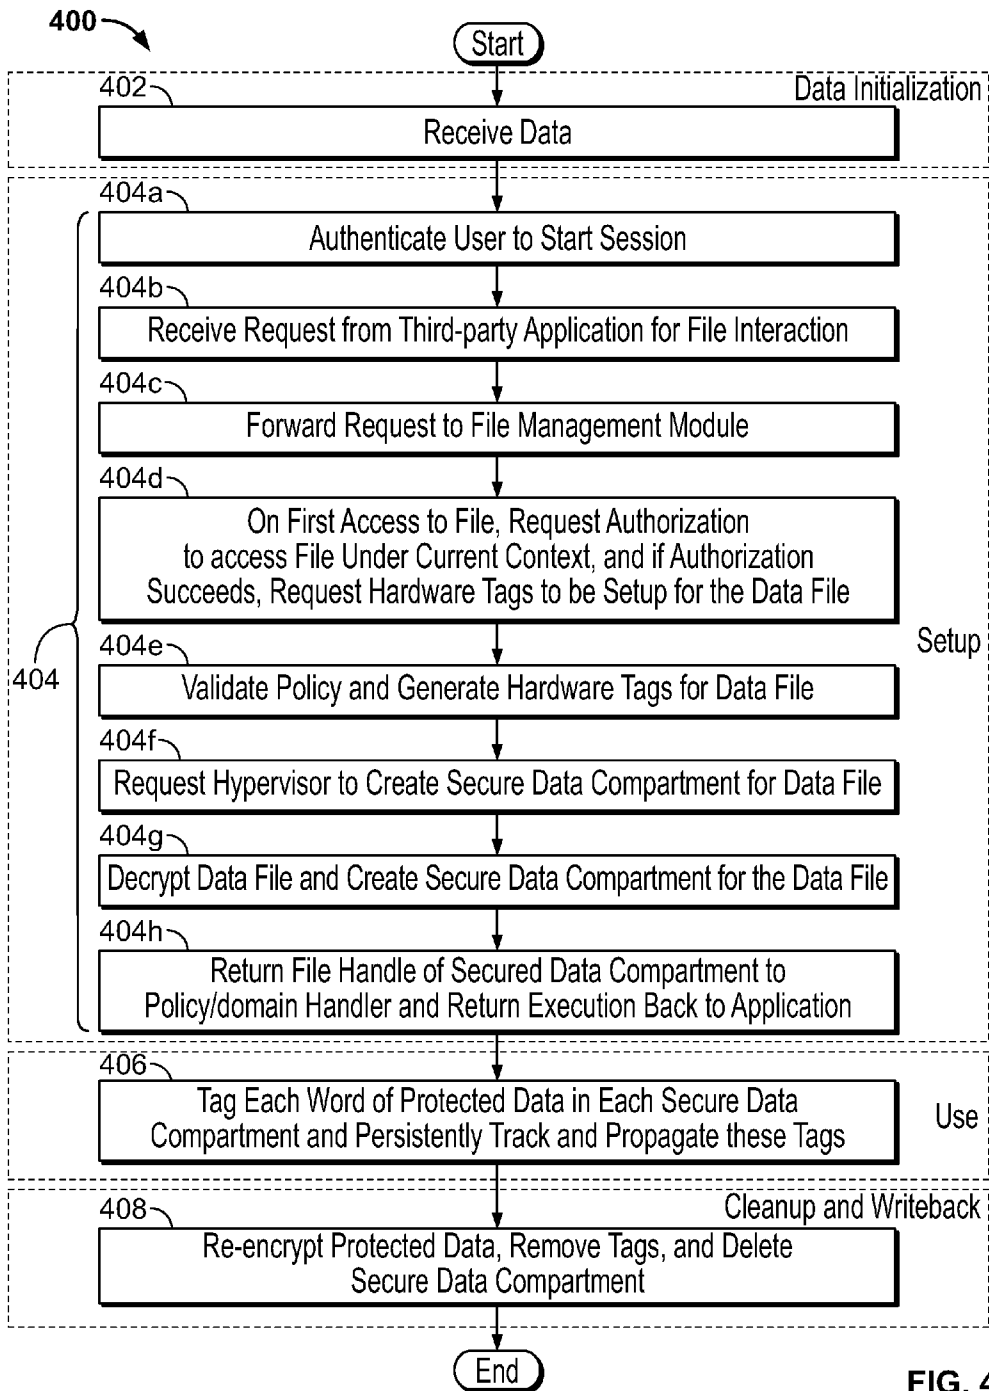 400
Start
Data Initialization
402
Receive Data
404a
Authenticate User to Start Session
404b
Receive Request from Third-party Application for File Interaction
404c
Forward Request to File Management Module
404d
On First Access to File, Request Authorization
to access File Under Current Context, and if Authorization
Succeeds, Request Hardware Tags to be Setup for the Data File
Setup
404
404e
Validate Policy and Generate Hardware Tags for Data File
404f
Request Hypervisor to Create Secure Data Compartment for Data File
404g
Decrypt Data File and Create Secure Data Compartment for the Data File
404h
Return File Handle of Secured Data Compartment to
Policy/domain Handler and Return Execution Back to Application
406
Tag Each Word of Protected Data in Each Secure Data
Compartment and Persistently Track and Propagate these Tags
Use
Cleanup and Writeback
408
Re-encrypt Protected Data, Remove Tags, and Delete
Secure Data Compartment
End
FIG. 4